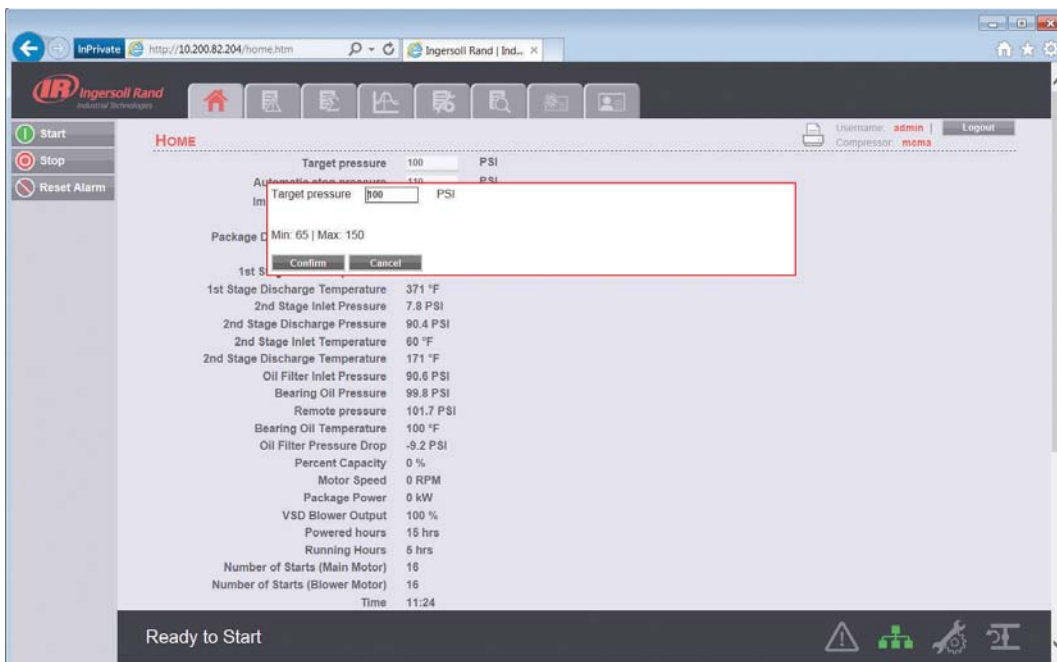 InPrivate http://10.200.82.204/home.htm Ingersoll Rand | Ind...
Ingersoll Rand
Industrial Technologies
Start
Stop
Reset Alarm
HOME
Username: admin | Logout
Compressor: mcma
Target pressure 100 PSI
Automatic stop pressure 110 PSI
Im
Target pressure 100 PSI
Package D
Min: 65 | Max: 150
Confirm Cancel
1st S
1st Stage Discharge Temperature 371 °F
2nd Stage Inlet Pressure 7.8 PSI
2nd Stage Discharge Pressure 90.4 PSI
2nd Stage Inlet Temperature 60 °F
2nd Stage Discharge Temperature 171 °F
Oil Filter Inlet Pressure 90.6 PSI
Bearing Oil Pressure 99.8 PSI
Remote pressure 101.7 PSI
Bearing Oil Temperature 100 °F
Oil Filter Pressure Drop -9.2 PSI
Percent Capacity 0 %
Motor Speed 0 RPM
Package Power 0 kW
VSD Blower Output 100 %
Powered hours 15 hrs
Running Hours 5 hrs
Number of Starts (Main Motor) 16
Number of Starts (Blower Motor) 16
Time 11:24
Ready to Start